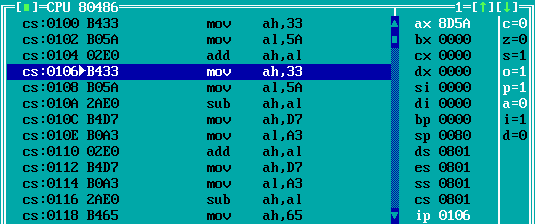 [■]=CPU 80486 1=[↑][↓]
cs:0100 B433 mov ah,33 ax 8D5A c=0
cs:0102 B05A mov al,5A bx 0000 z=0
cs:0104 02E0 add ah,al cx 0000 s=1
cs:0106▶B433 mov ah,33 dx 0000 o=1
cs:0108 B05A mov al,5A si 0000 p=1
cs:010A 2AE0 sub ah,al di 0000 a=0
cs:010C B4D7 mov ah,D7 bp 0000 i=1
cs:010E B0A3 mov al,A3 sp 0080 d=0
cs:0110 02E0 add ah,al ds 0801
cs:0112 B4D7 mov ah,D7 es 0801
cs:0114 B0A3 mov al,A3 ss 0801
cs:0116 2AE0 sub ah,al cs 0801
cs:0118 B465 mov ah,65 ip 0106